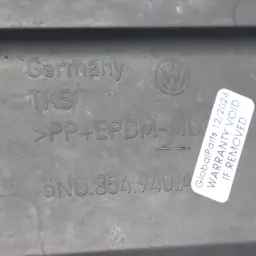 Germany
TKS
>PP+EPDM-MD
5N0.854.940.A
GlobalParts 12/2024
WARRANTY VOID
IF REMOVED